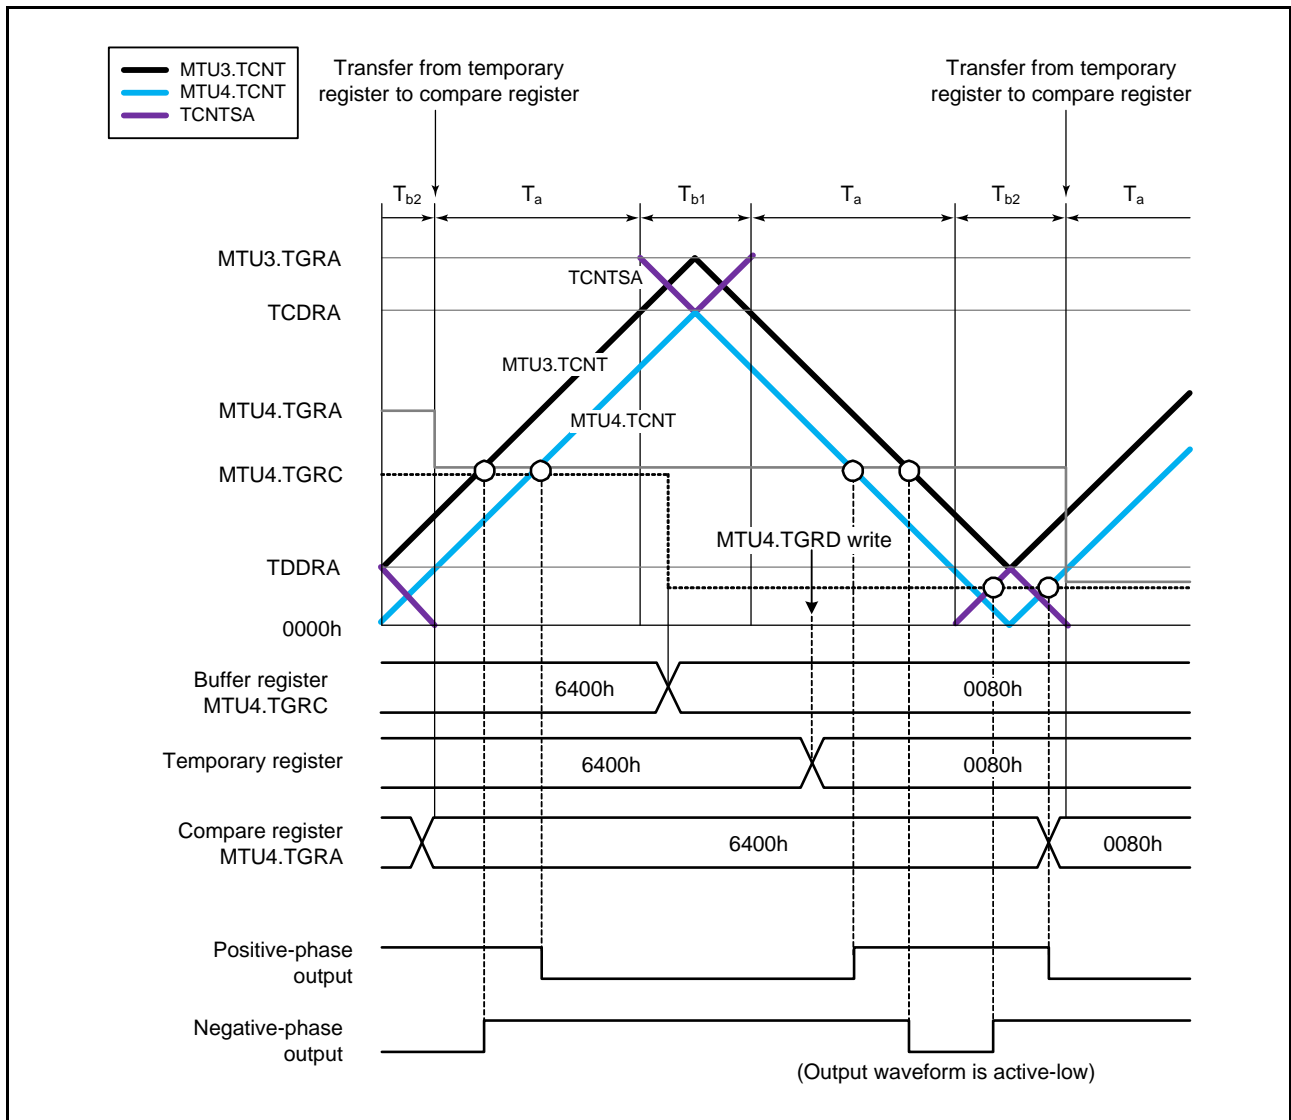 MTU3.TCNT
MTU4.TCNT
TCNTSA
Transfer from temporary
register to compare register
Transfer from temporary
register to compare register
Tb2
Ta
Tb1
Ta
Tb2
Ta
MTU3.TGRA
TCNTSA
TCDRA
MTU3.TCNT
MTU4.TGRA
MTU4.TCNT
MTU4.TGRC
MTU4.TGRD write
TDDRA
0000h
Buffer register
MTU4.TGRC
6400h
0080h
Temporary register
6400h
0080h
Compare register
MTU4.TGRA
6400h
0080h
Positive-phase
output
Negative-phase
output
(Output waveform is active-low)